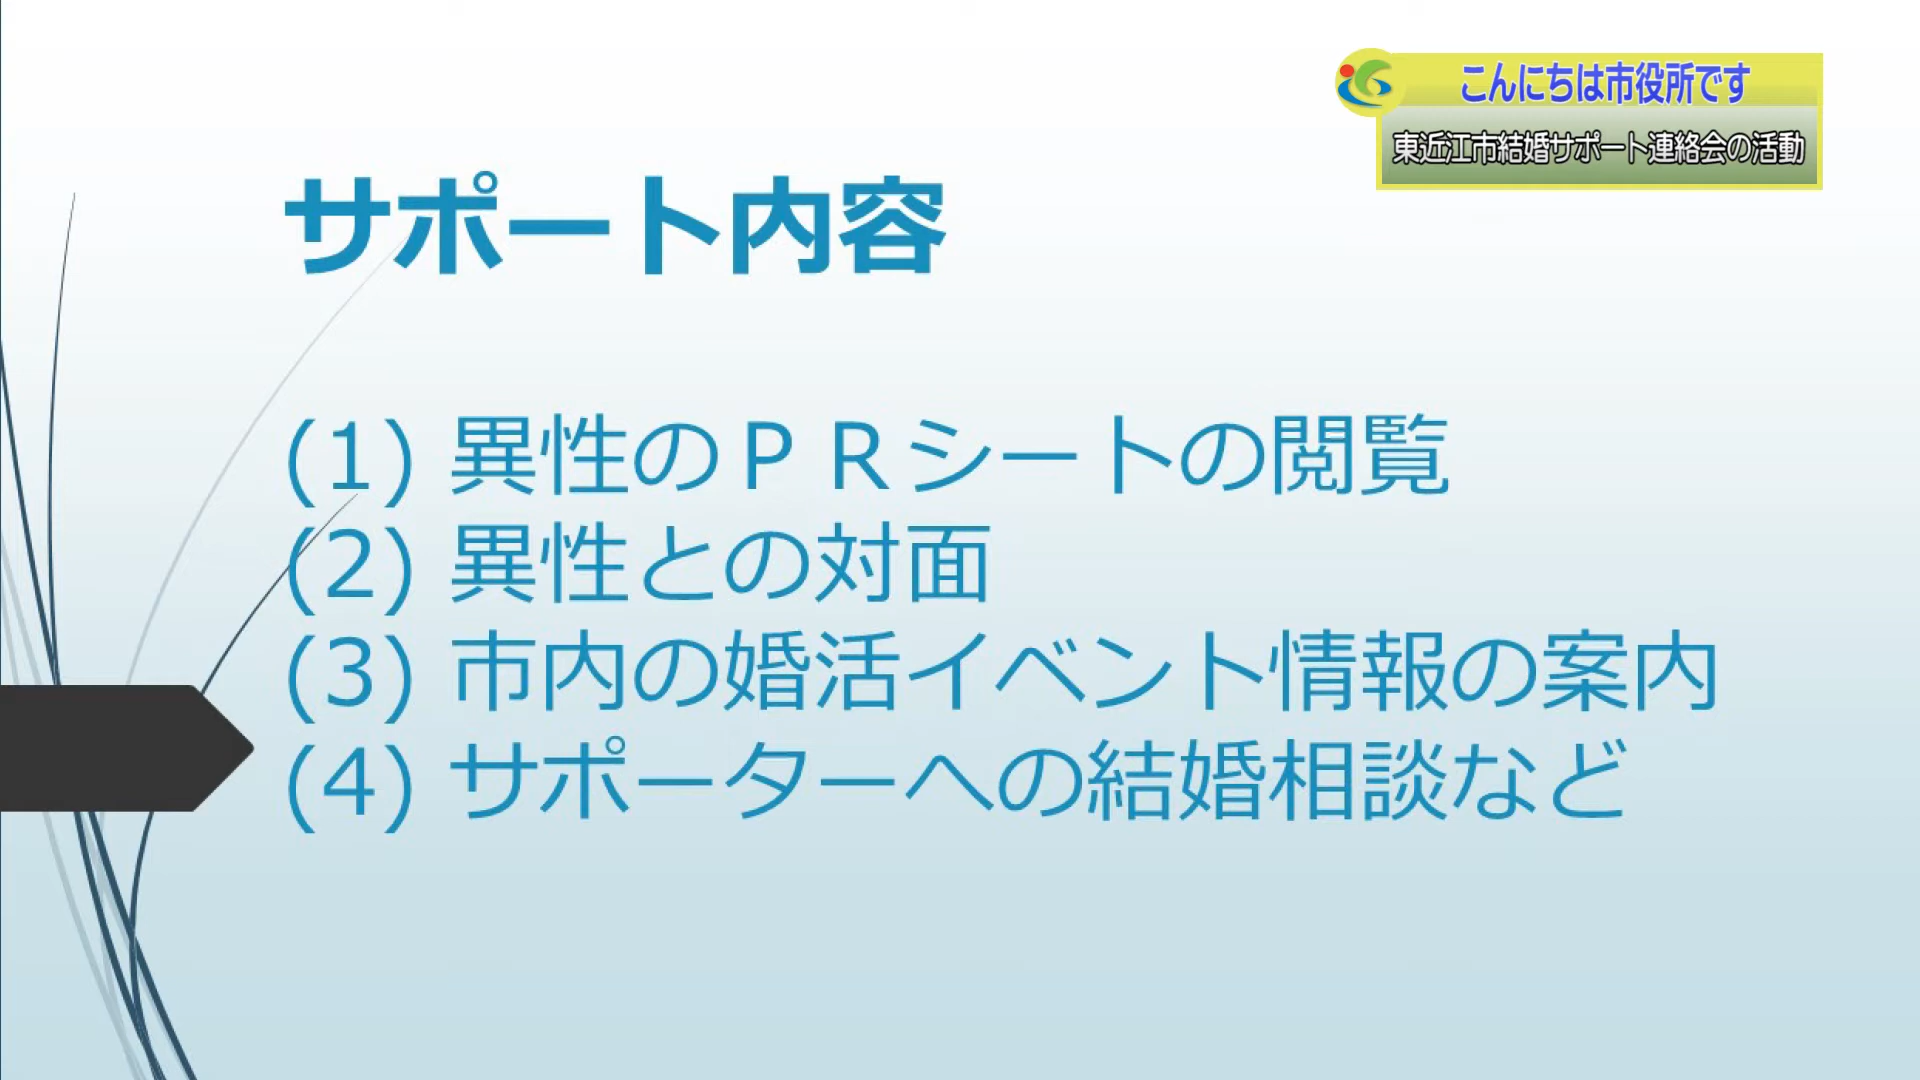 こんにちは市役所です
東近江市結婚サポート連絡会の活動
サポート内容
(1) 異性のＰＲシートの閲覧
(2) 異性との対面
(3) 市内の婚活イベント情報の案内
(4) サポーターへの結婚相談など